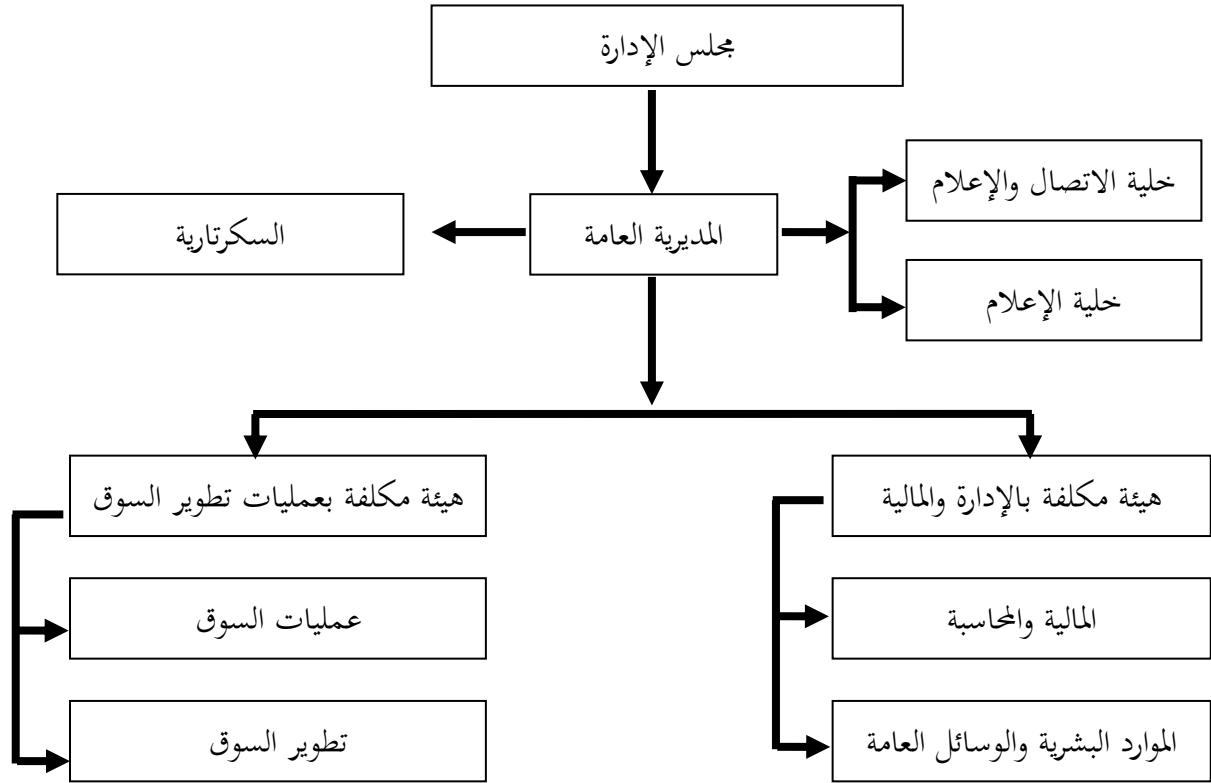 مجلس الإدارة
خلية الاتصال والإعلام
المديرية العامة
السكرتارية
خلية الإعلام
هيئة مكلفة بالإدارة والمالية
هيئة مكلفة بعمليات تطوير السوق
المالية والمحاسبة
عمليات السوق
الموارد البشرية والوسائل العامة
تطوير السوق